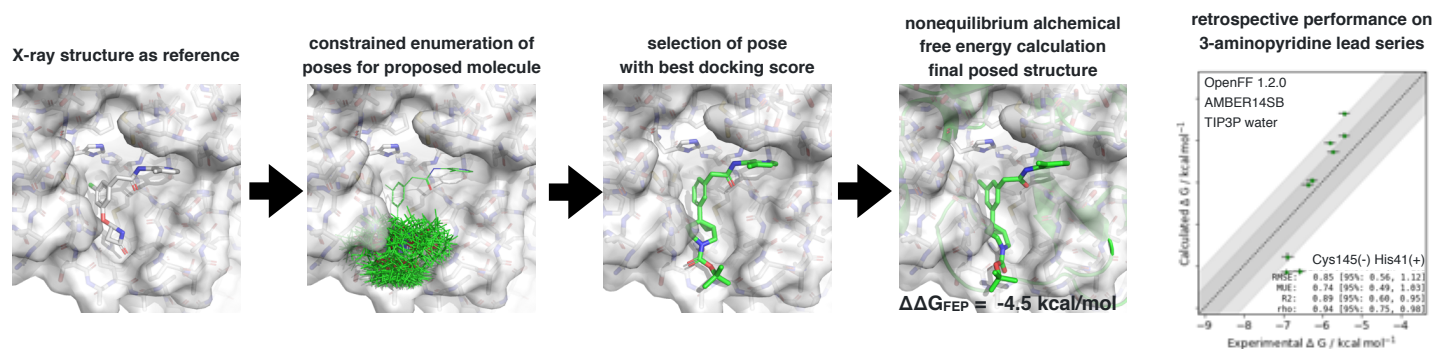 X-ray structure as reference
constrained enumeration of
poses for proposed molecule
selection of pose
with best docking score
nonequilibrium alchemical
free energy calculation
final posed structure
ΔΔGFEP = -4.5 kcal/mol
retrospective performance on
3-aminopyridine lead series
OpenFF 1.2.0
AMBER14SB
TIP3P water
Calculated Δ G / kcal mol−1
Cys145(-) His41(+)
RMSE: 0.85 [95%: 0.56, 1.12]
MUE: 0.74 [95%: 0.49, 1.03]
R2: 0.89 [95%: 0.60, 0.95]
rho: 0.94 [95%: 0.75, 0.98]
−9 −8 −7 −6 −5 −4
Experimental Δ G / kcal mol−1